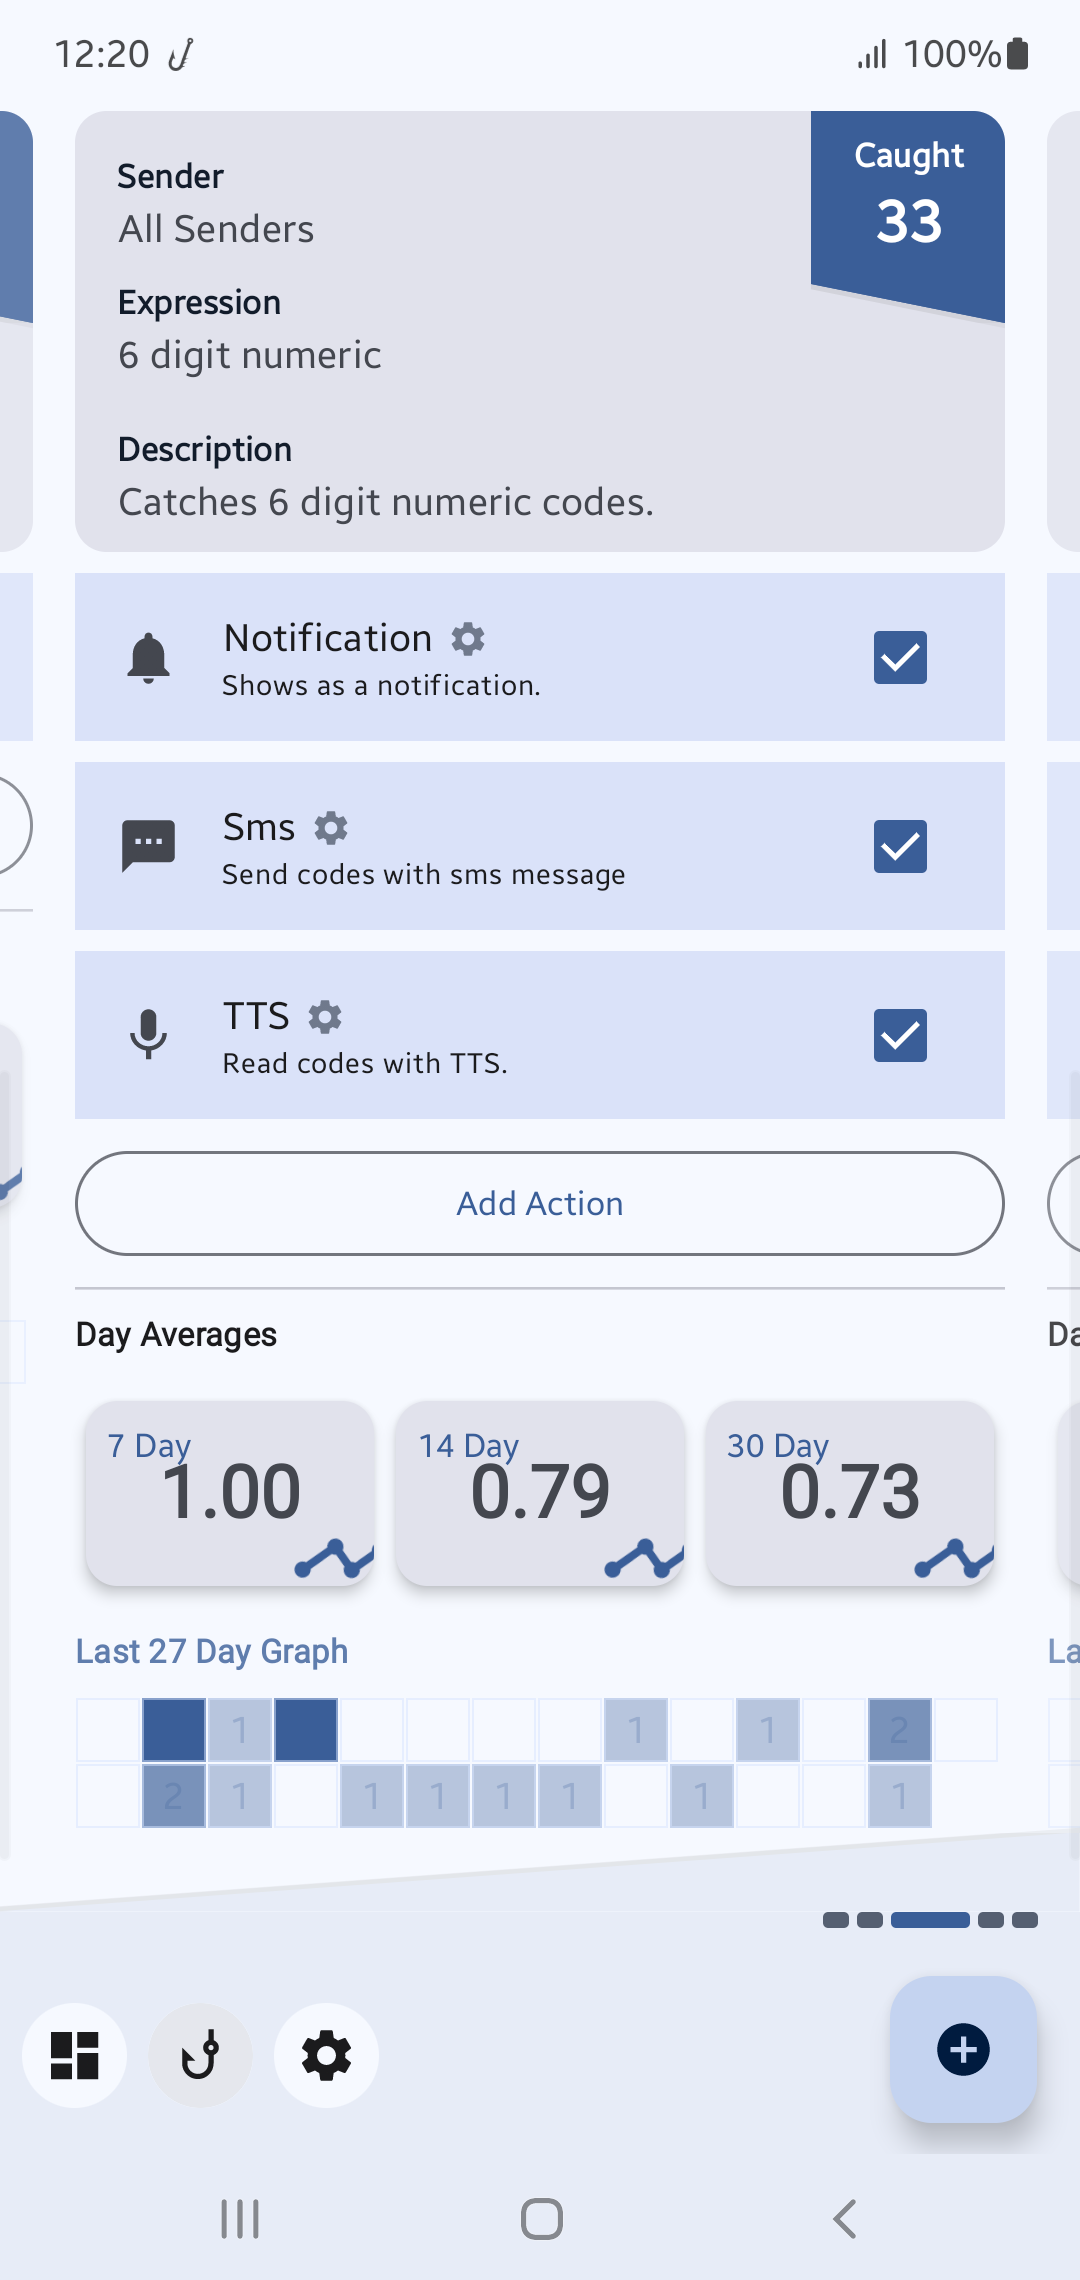 12:20
100%
Sender
All Senders
Caught
33
Expression
6 digit numeric
Description
Catches 6 digit numeric codes.
Notification
Shows as a notification.
Sms
Send codes with sms message
TTS
Read codes with TTS.
Add Action
Day Averages
Da
7 Day
1.00
14 Day
0.79
30 Day
0.73
Last 27 Day Graph
La
1 1 1 2
2 1 1 1 1 1 1 1